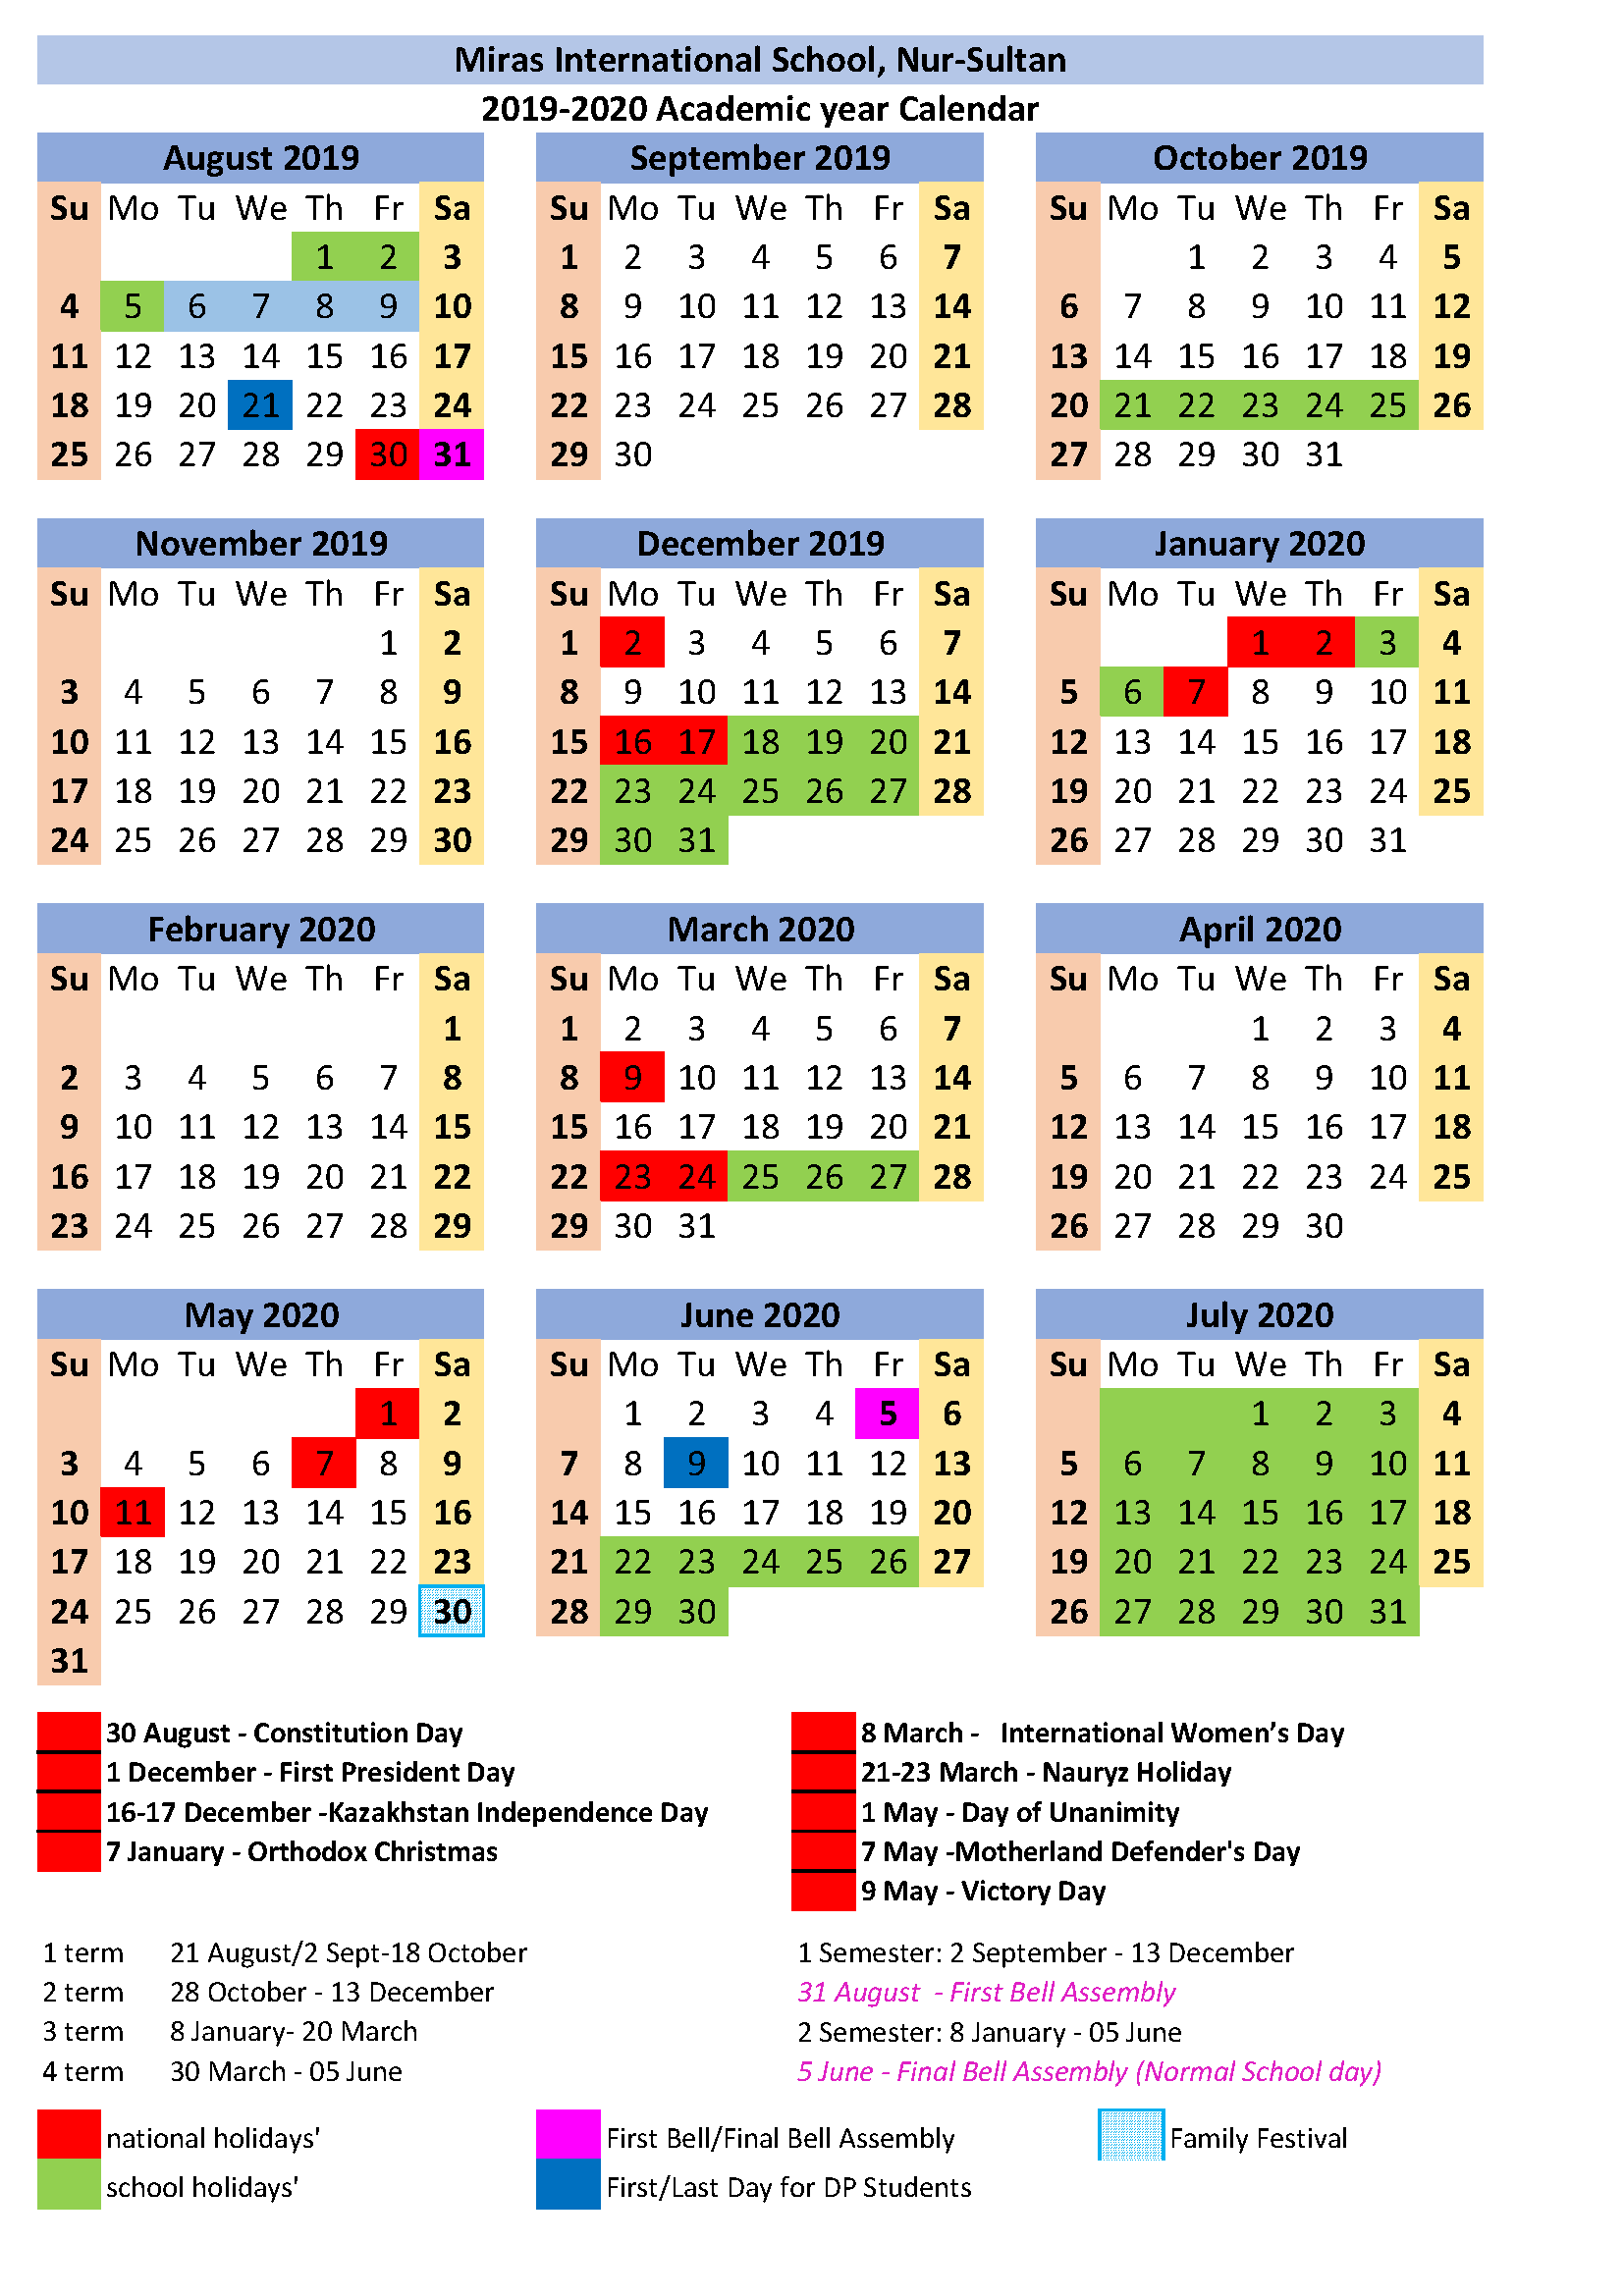 Miras International School, Nur-Sultan
2019-2020 Academic year Calendar
August 2019 September 2019 October 2019
Su Mo Tu We Th Fr Sa Su Mo Tu We Th Fr Sa Su Mo Tu We Th Fr Sa
1 2 3 1 2 3 4 5 6 7 1 2 3 4 5
4 5 6 7 8 9 10 8 9 10 11 12 13 14 6 7 8 9 10 11 12
11 12 13 14 15 16 17 15 16 17 18 19 20 21 13 14 15 16 17 18 19
18 19 20 21 22 23 24 22 23 24 25 26 27 28 20 21 22 23 24 25 26
25 26 27 28 29 30 31 29 30 27 28 29 30 31
November 2019 December 2019 January 2020
Su Mo Tu We Th Fr Sa Su Mo Tu We Th Fr Sa Su Mo Tu We Th Fr Sa
1 2 1 2 3 4 5 6 7 1 2 3 4
3 4 5 6 7 8 9 8 9 10 11 12 13 14 5 6 7 8 9 10 11
10 11 12 13 14 15 16 15 16 17 18 19 20 21 12 13 14 15 16 17 18
17 18 19 20 21 22 23 22 23 24 25 26 27 28 19 20 21 22 23 24 25
24 25 26 27 28 29 30 29 30 31 26 27 28 29 30 31
February 2020 March 2020 April 2020
Su Mo Tu We Th Fr Sa Su Mo Tu We Th Fr Sa Su Mo Tu We Th Fr Sa
1 1 2 3 4 5 6 7 1 2 3 4
2 3 4 5 6 7 8 8 9 10 11 12 13 14 5 6 7 8 9 10 11
9 10 11 12 13 14 15 15 16 17 18 19 20 21 12 13 14 15 16 17 18
16 17 18 19 20 21 22 22 23 24 25 26 27 28 19 20 21 22 23 24 25
23 24 25 26 27 28 29 29 30 31 26 27 28 29 30
May 2020 June 2020 July 2020
Su Mo Tu We Th Fr Sa Su Mo Tu We Th Fr Sa Su Mo Tu We Th Fr Sa
1 2 1 2 3 4 5 6 1 2 3 4
3 4 5 6 7 8 9 7 8 9 10 11 12 13 5 6 7 8 9 10 11
10 11 12 13 14 15 16 14 15 16 17 18 19 20 12 13 14 15 16 17 18
17 18 19 20 21 22 23 21 22 23 24 25 26 27 19 20 21 22 23 24 25
24 25 26 27 28 29 30 28 29 30 26 27 28 29 30 31
31
30 August - Constitution Day
1 December - First President Day
16-17 December -Kazakhstan Independence Day
7 January - Orthodox Christmas
8 March - International Women’s Day
21-23 March - Nauryz Holiday
1 May - Day of Unanimity
7 May -Motherland Defender's Day
9 May - Victory Day
1 term 21 August/2 Sept-18 October
2 term 28 October - 13 December
3 term 8 January- 20 March
4 term 30 March - 05 June
1 Semester: 2 September - 13 December
31 August - First Bell Assembly
2 Semester: 8 January - 05 June
5 June - Final Bell Assembly (Normal School day)
national holidays'
school holidays'
First Bell/Final Bell Assembly
First/Last Day for DP Students
Family Festival